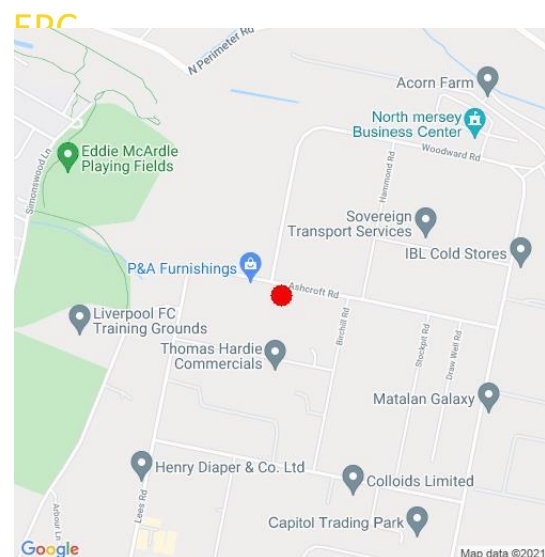 EPC
N Perimeter Rd
Acorn Farm
North mersey
Business Center
Woodward Rd
Eddie McArdle
Playing Fields
Simonswood Ln
Hammond Rd
Sovereign
Transport Services
IBL Cold Stores
P&A Furnishings
Ashcroft Rd
Liverpool FC
Training Grounds
Thomas Hardie
Commercials
Birchill Rd
Stockpit Rd
Draw Well Rd
Matalan Galaxy
Henry Diaper & Co. Ltd
Colloids Limited
Lees Rd
Arbour Ln
Capitol Trading Park
Google
Map data ©2021